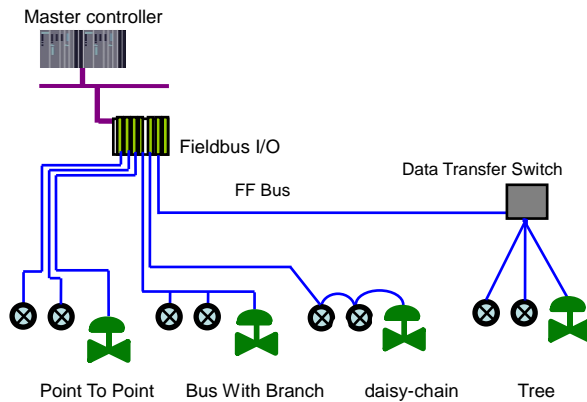 Master controller
Fieldbus I/O
Data Transfer Switch
FF Bus
Point To Point
Bus With Branch
daisy-chain
Tree